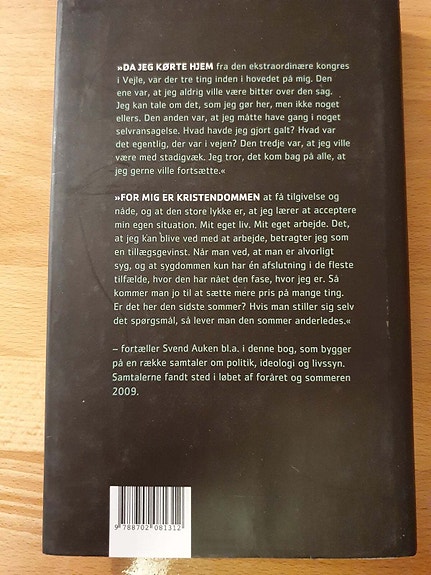 »DA JEG KØRTE HJEM fra den ekstraordinære kongres
i Vejle, var der tre ting inden i hovedet på mig. Den
ene var, at jeg aldrig ville være bitter over den sag.
Jeg kan tale om det, som jeg gør her, men ikke noget
ellers. Den anden var, at jeg måtte have gang i noget
selvransagelse. Hvad havde jeg gjort galt? Hvad var
det egentlig, der var i vejen? Den tredje var, at jeg ville
være med stadigvæk. Jeg tror, det kom bag på alle, at
jeg gerne ville fortsætte.«
»FOR MIG ER KRISTENDOMMEN at få tilgivelse og
nåde, og at den store lykke er, at jeg lærer at acceptere
min egen situation. Mit eget liv. Mit eget arbejde. Det,
at jeg kan blive ved med at arbejde, betragter jeg som
en tillægsgevinst. Når man ved, at man er alvorligt
syg, og at sygdommen kun har én afslutning i de fleste
tilfælde, hvor den har nået den fase, hvor jeg er. Så
kommer man jo til at sætte mere pris på mange ting.
Er det her den sidste sommer? Hvis man stiller sig selv
det spørgsmål, så lever man den sommer anderledes.«
– fortæller Svend Auken bl.a. i denne bog, som bygger
på en række samtaler om politik, ideologi og livssyn.
Samtalerne fandt sted i løbet af foråret og sommeren
2009.
9 788702 081312